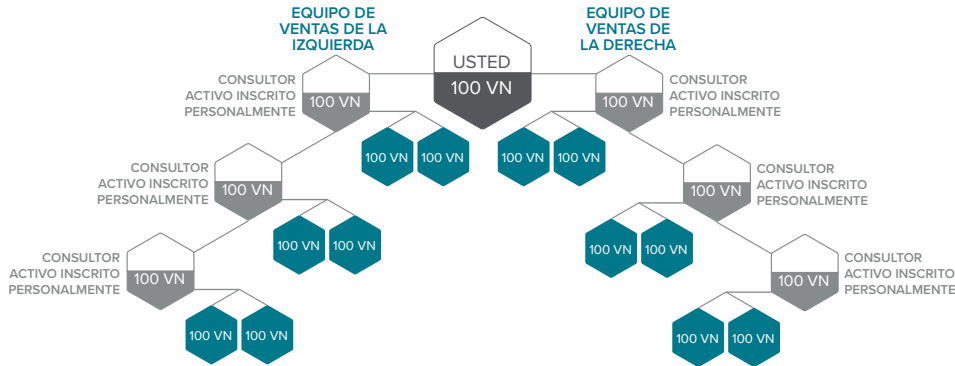 EQUIPO DE
VENTAS DE LA
IZQUIERDA
EQUIPO DE
VENTAS DE
LA DERECHA
USTED
100 VN
CONSULTOR
ACTIVO INSCRITO
PERSONALMENTE
100 VN
100 VN
CONSULTOR
ACTIVO INSCRITO
PERSONALMENTE
100 VN
100 VN
100 VN
100 VN
CONSULTOR
ACTIVO INSCRITO
PERSONALMENTE
100 VN
100 VN
CONSULTOR
ACTIVO INSCRITO
PERSONALMENTE
100 VN
100 VN
100 VN
100 VN
CONSULTOR
ACTIVO INSCRITO
PERSONALMENTE
100 VN
100 VN
CONSULTOR
ACTIVO INSCRITO
PERSONALMENTE
100 VN
100 VN
100 VN
100 VN